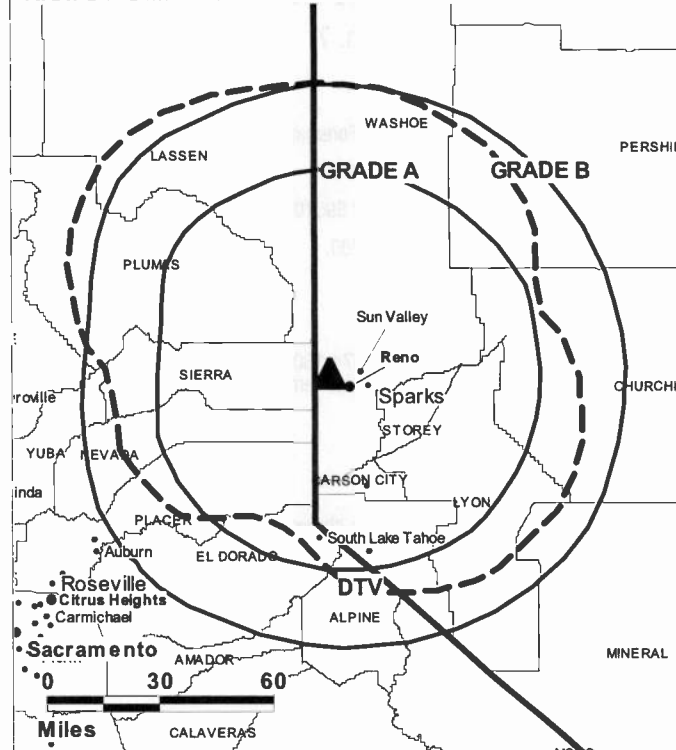 WASHOE
LASSEN
PERSHI
GRADE A
GRADE B
PLUMAS
Sun Valley
Reno
SIERRA
CHURCHI
Sparks
roville
STOREY
YUBA
NEVADA
CARSON CITY
inda
LYON
PLACER
South Lake Tahoe
Auburn
EL DORADO
Roseville
DTV
Citrus Heights
Carmichael
ALPINE
Sacramento
AMADOR
MINERAL
0 30 60
Miles
CALAVERAS